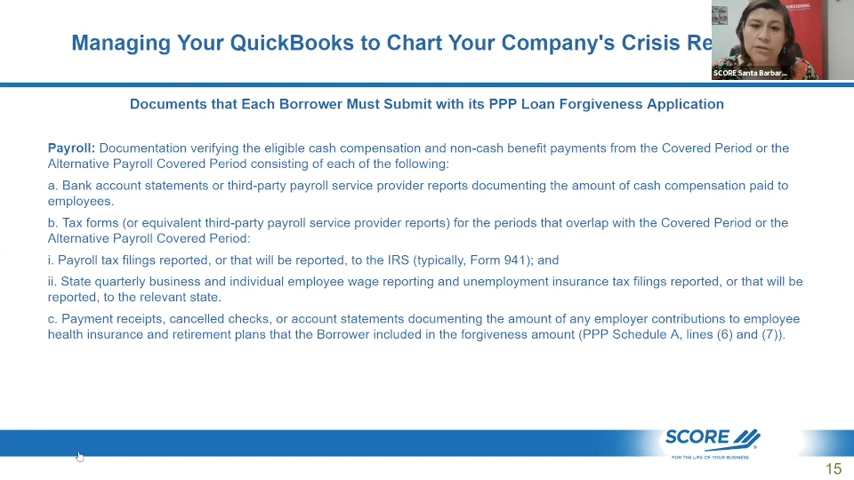 Managing Your QuickBooks to Chart Your Company's Crisis Re
SCORE Santa Barbar...
Documents that Each Borrower Must Submit with its PPP Loan Forgiveness Application
Payroll: Documentation verifying the eligible cash compensation and non-cash benefit payments from the Covered Period or the
Alternative Payroll Covered Period consisting of each of the following:
a. Bank account statements or third-party payroll service provider reports documenting the amount of cash compensation paid to
employees.
b. Tax forms (or equivalent third-party payroll service provider reports) for the periods that overlap with the Covered Period or the
Alternative Payroll Covered Period:
i. Payroll tax filings reported, or that will be reported, to the IRS (typically, Form 941); and
ii. State quarterly business and individual employee wage reporting and unemployment insurance tax filings reported, or that will be
reported, to the relevant state.
c. Payment receipts, cancelled checks, or account statements documenting the amount of any employer contributions to employee
health insurance and retirement plans that the Borrower included in the forgiveness amount (PPP Schedule A, lines (6) and (7)).
SCORE
FOR THE LIFE OF YOUR BUSINESS
15